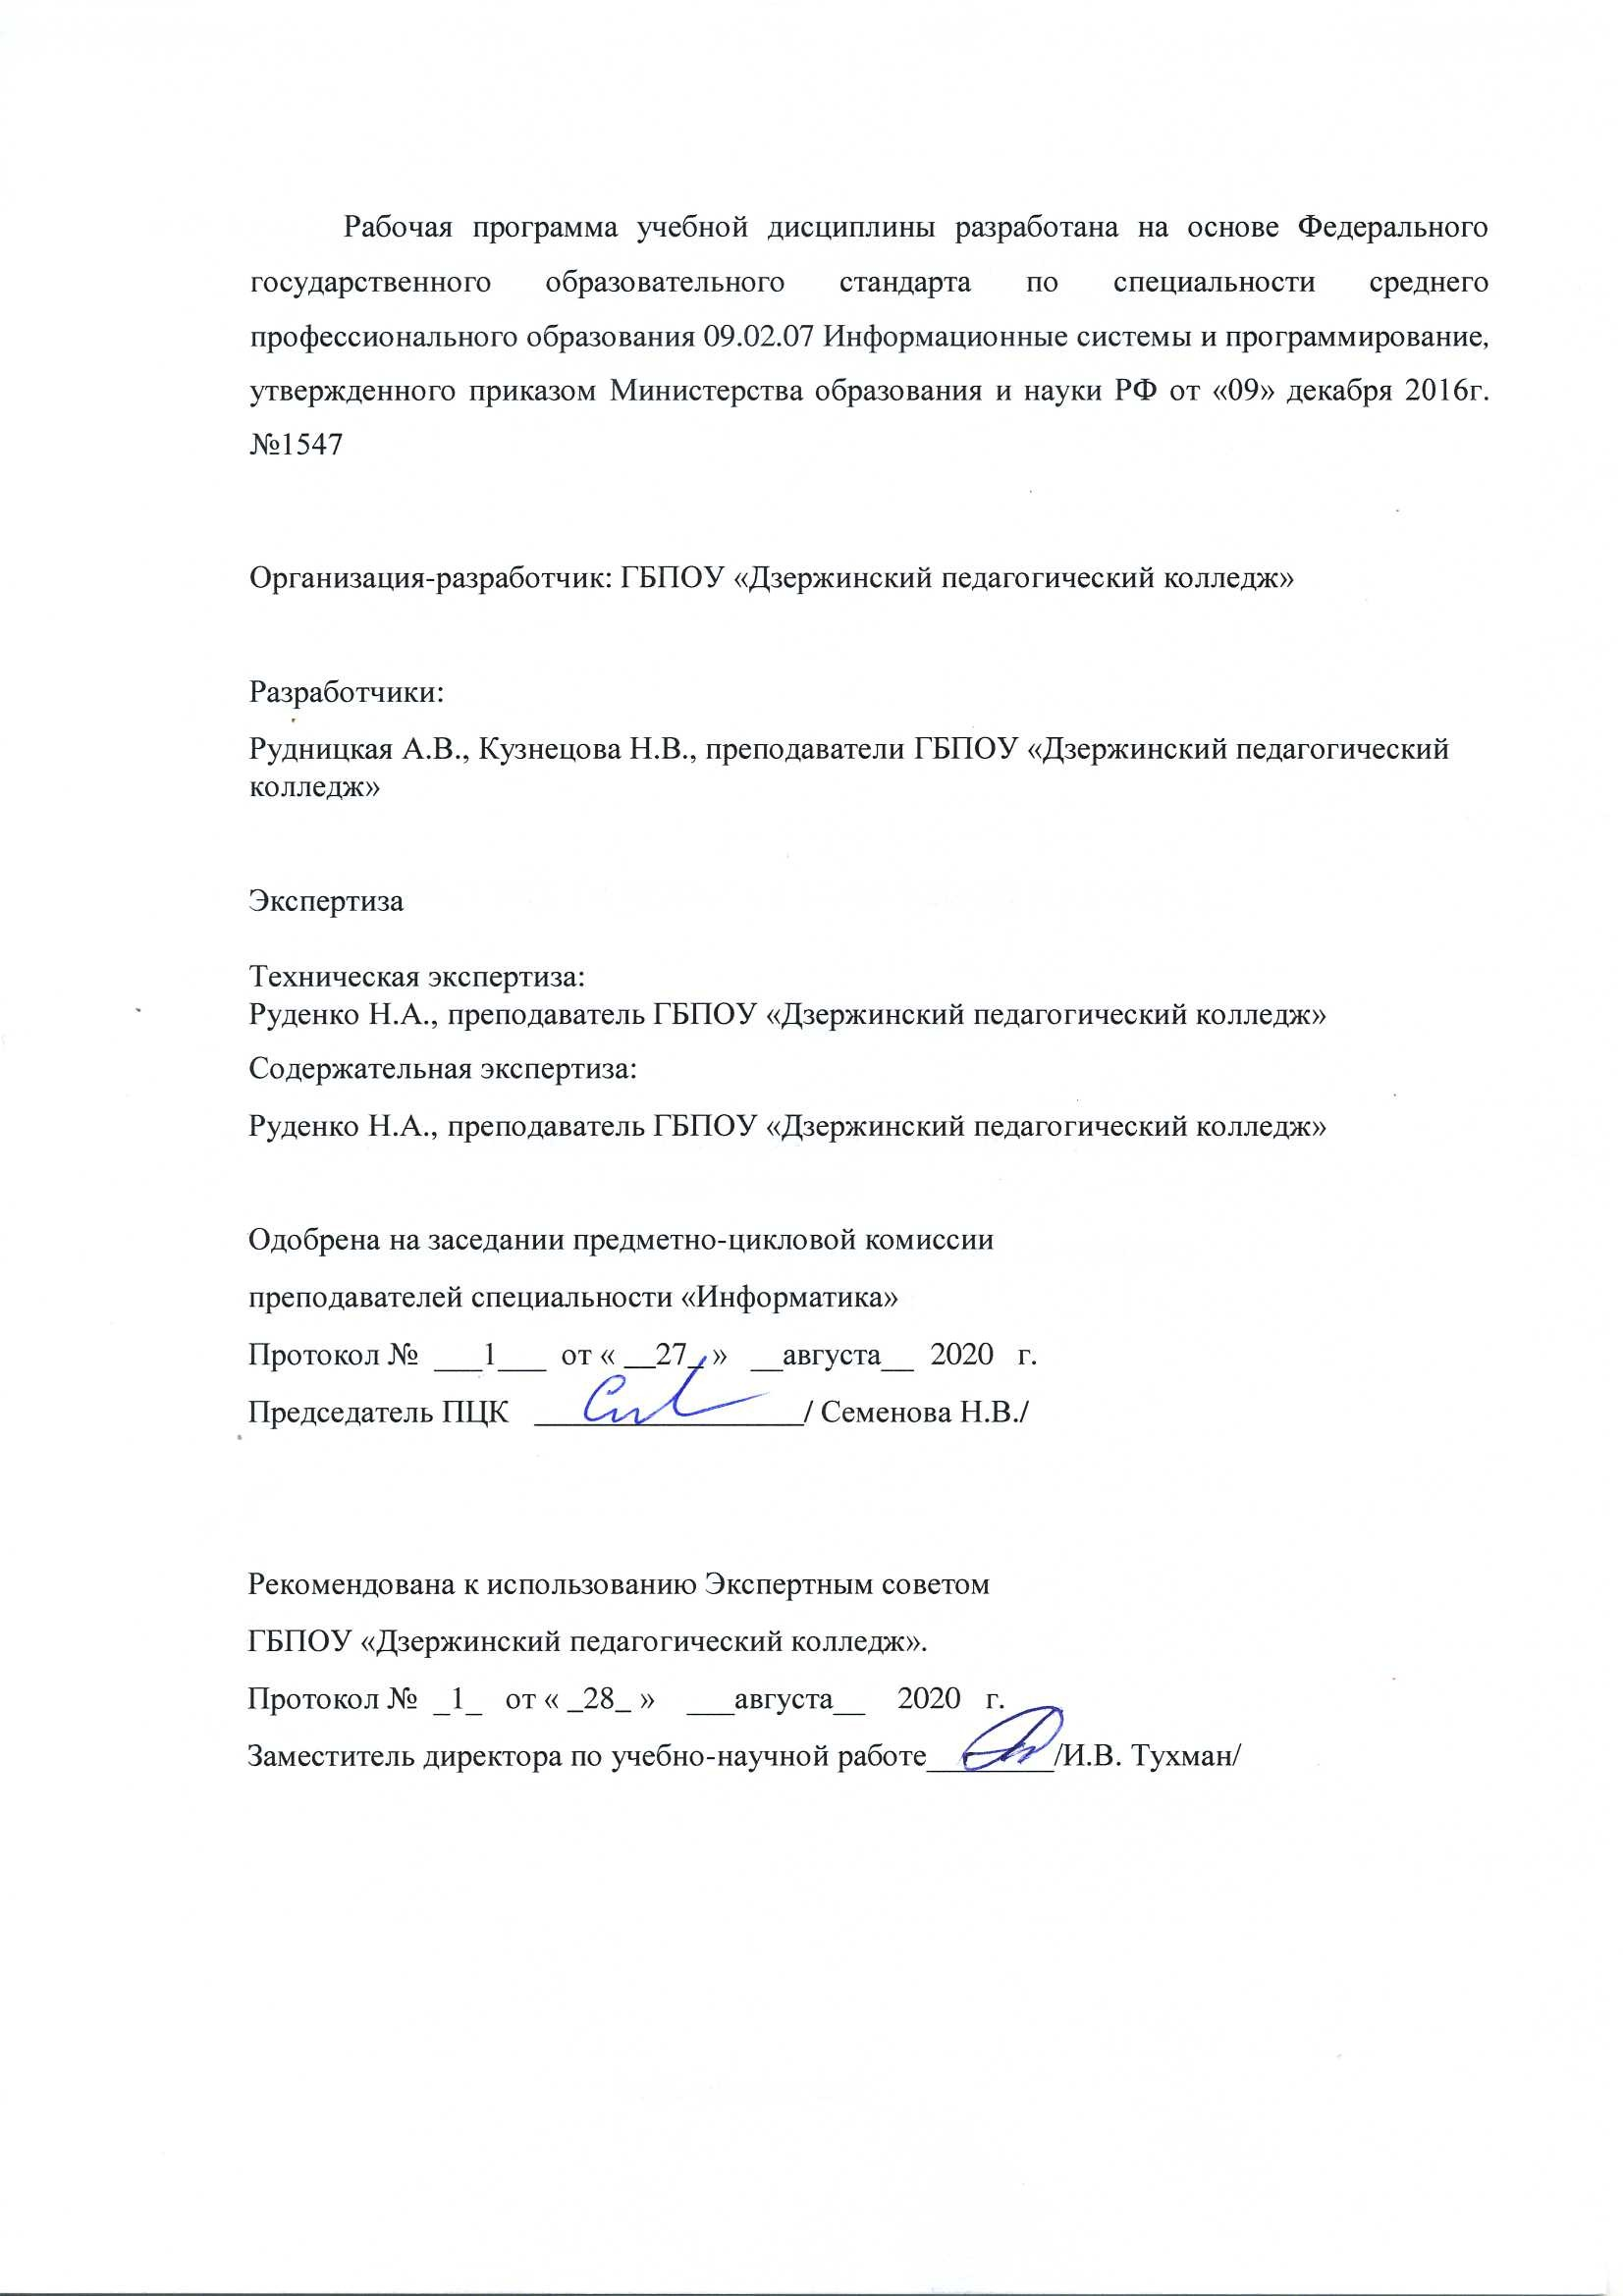 Рабочая программа учебной дисциплины разработана на основе Федерального
государственного образовательного стандарта по специальности среднего
профессионального образования 09.02.07 Информационные системы и программирование,
утвержденного приказом Министерства образования и науки РФ от «09» декабря 2016г.
№1547
Организация-разработчик: ГБПОУ «Дзержинский педагогический колледж»
Разработчики:
Рудницкая А.В., Кузнецова Н.В., преподаватели ГБПОУ «Дзержинский педагогический
колледж»
Экспертиза
Техническая экспертиза:
Руденко Н.А., преподаватель ГБПОУ «Дзержинский педагогический колледж»
Содержательная экспертиза:
Руденко Н.А., преподаватель ГБПОУ «Дзержинский педагогический колледж»
Одобрена на заседании предметно-цикловой комиссии
преподавателей специальности «Информатика»
Протокол № ___1___ от « __27_ » __августа__ 2020 г.
Председатель ПЦК _________________/ Семенова Н.В./
Рекомендована к использованию Экспертным советом
ГБПОУ «Дзержинский педагогический колледж».
Протокол № _1_ от « _28_ » ___августа__ 2020 г.
Заместитель директора по учебно-научной работе________/И.В. Тухман/